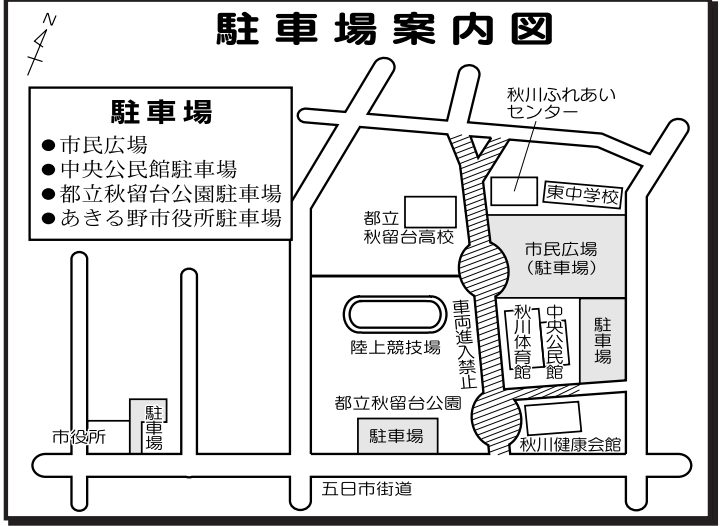 駐車場案内図
N
駐車場
●市民広場
●中央公民館駐車場
●都立秋留台公園駐車場
●あきる野市役所駐車場
秋川ふれあい
センター
東中学校
都立
秋留台高校
市民広場
（駐車場）
車両進入禁止
秋川体育館
中央公民館
駐車場
陸上競技場
都立秋留台公園
駐車場
駐車場
市役所
秋川健康会館
五日市街道